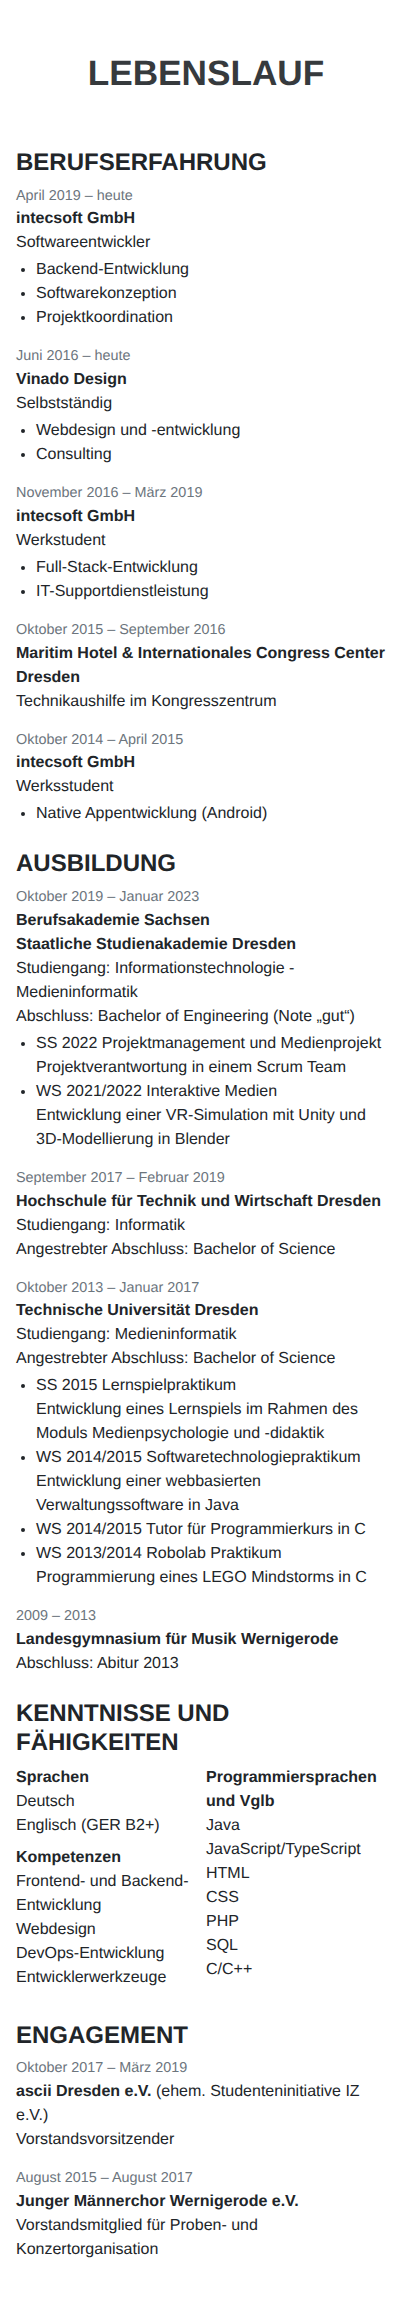 LEBENSLAUF
BERUFSERFAHRUNG
April 2019 – heute
intecsoft GmbH
Softwareentwickler
• Backend-Entwicklung
• Softwarekonzeption
• Projektkoordination
Juni 2016 – heute
Vinado Design
Selbstständig
• Webdesign und -entwicklung
• Consulting
November 2016 – März 2019
intecsoft GmbH
Werkstudent
• Full-Stack-Entwicklung
• IT-Supportdienstleistung
Oktober 2015 – September 2016
Maritim Hotel & Internationales Congress Center
Dresden
Technikaushilfe im Kongresszentrum
Oktober 2014 – April 2015
intecsoft GmbH
Werksstudent
• Native Appentwicklung (Android)
AUSBILDUNG
Oktober 2019 – Januar 2023
Berufsakademie Sachsen
Staatliche Studienakademie Dresden
Studiengang: Informationstechnologie -
Medieninformatik
Abschluss: Bachelor of Engineering (Note „gut“)
• SS 2022 Projektmanagement und Medienprojekt
Projektverantwortung in einem Scrum Team
• WS 2021/2022 Interaktive Medien
Entwicklung einer VR-Simulation mit Unity und
3D-Modellierung in Blender
September 2017 – Februar 2019
Hochschule für Technik und Wirtschaft Dresden
Studiengang: Informatik
Angestrebter Abschluss: Bachelor of Science
Oktober 2013 – Januar 2017
Technische Universität Dresden
Studiengang: Medieninformatik
Angestrebter Abschluss: Bachelor of Science
• SS 2015 Lernspielpraktikum
Entwicklung eines Lernspiels im Rahmen des
Moduls Medienpsychologie und -didaktik
• WS 2014/2015 Softwaretechnologiepraktikum
Entwicklung einer webbasierten
Verwaltungssoftware in Java
• WS 2014/2015 Tutor für Programmierkurs in C
• WS 2013/2014 Robolab Praktikum
Programmierung eines LEGO Mindstorms in C
2009 – 2013
Landesgymnasium für Musik Wernigerode
Abschluss: Abitur 2013
KENNTNISSE UND
FÄHIGKEITEN
Sprachen
Deutsch
Englisch (GER B2+)
Kompetenzen
Frontend- und Backend-
Entwicklung
Webdesign
DevOps-Entwicklung
Entwicklerwerkzeuge
Programmiersprachen
und Vglb
Java
JavaScript/TypeScript
HTML
CSS
PHP
SQL
C/C++
ENGAGEMENT
Oktober 2017 – März 2019
ascii Dresden e.V. (ehem. Studenteninitiative IZ
e.V.)
Vorstandsvorsitzender
August 2015 – August 2017
Junger Männerchor Wernigerode e.V.
Vorstandsmitglied für Proben- und
Konzertorganisation